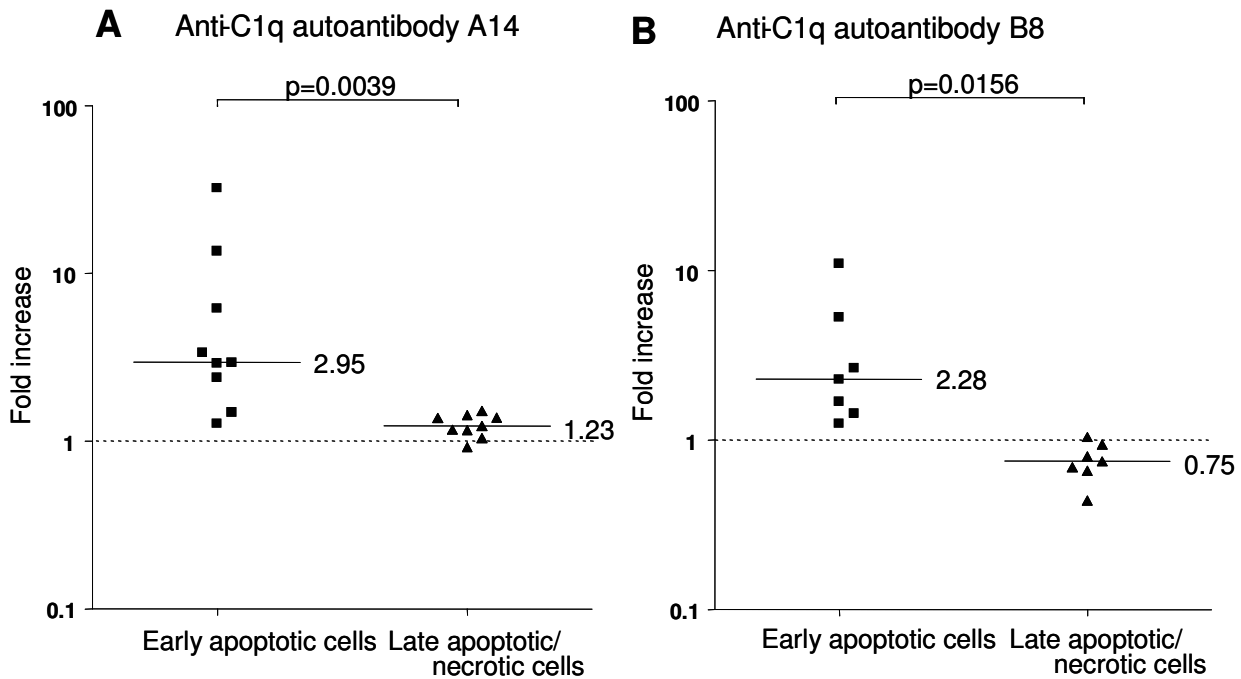 A
Anti-C1q autoantibody A14
p=0.0039
100
10
1
0.1
Fold increase
2.95
1.23
Early apoptotic cells
Late apoptotic/
necrotic cells
B
Anti-C1q autoantibody B8
p=0.0156
100
10
1
0.1
Fold increase
2.28
0.75
Early apoptotic cells
Late apoptotic/
necrotic cells